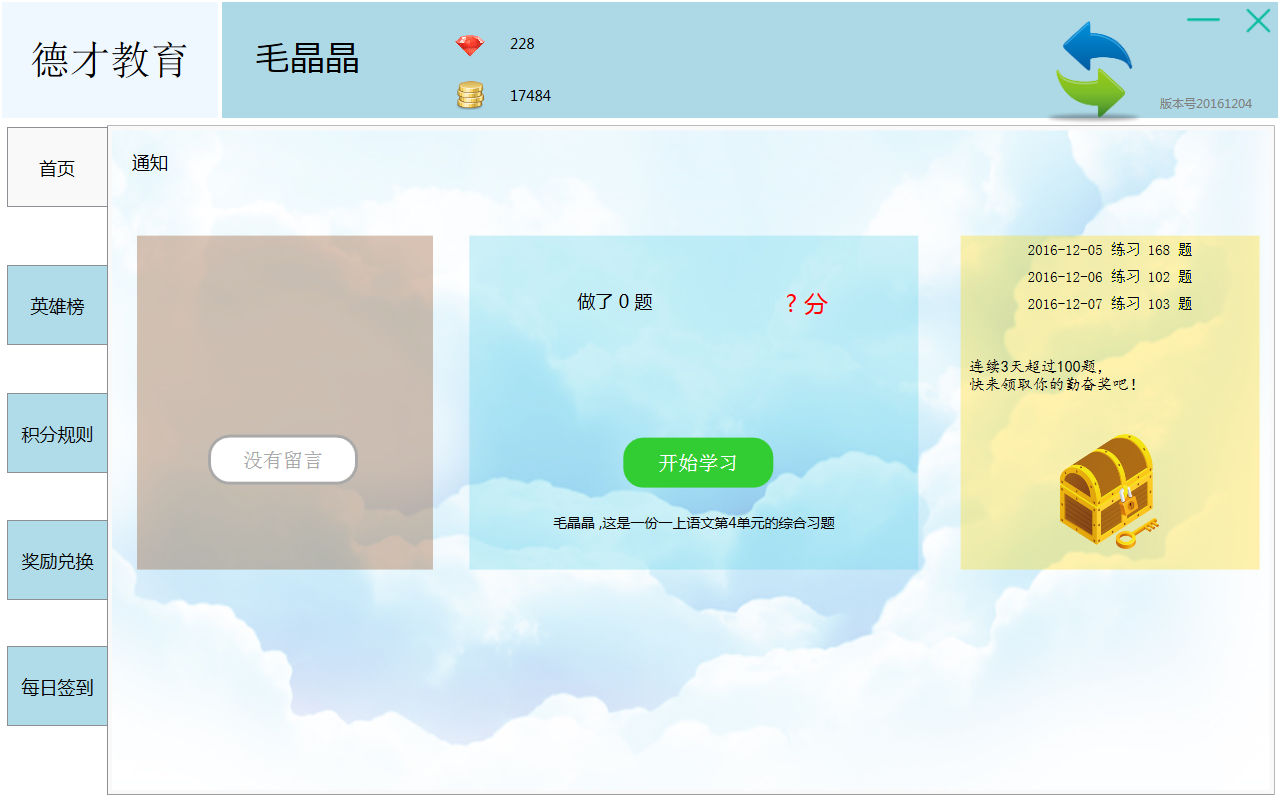 德才教育
毛晶晶
228
17484
版本号20161204
首页
英雄榜
积分规则
奖励兑换
每日签到
通知
没有留言
做了 0 题
? 分
开始学习
毛晶晶 ,这是一份一上语文第4单元的综合习题
2016-12-05 练习 168 题
2016-12-06 练习 102 题
2016-12-07 练习 103 题
连续3天超过100题，
快来领取你的勤奋奖吧！